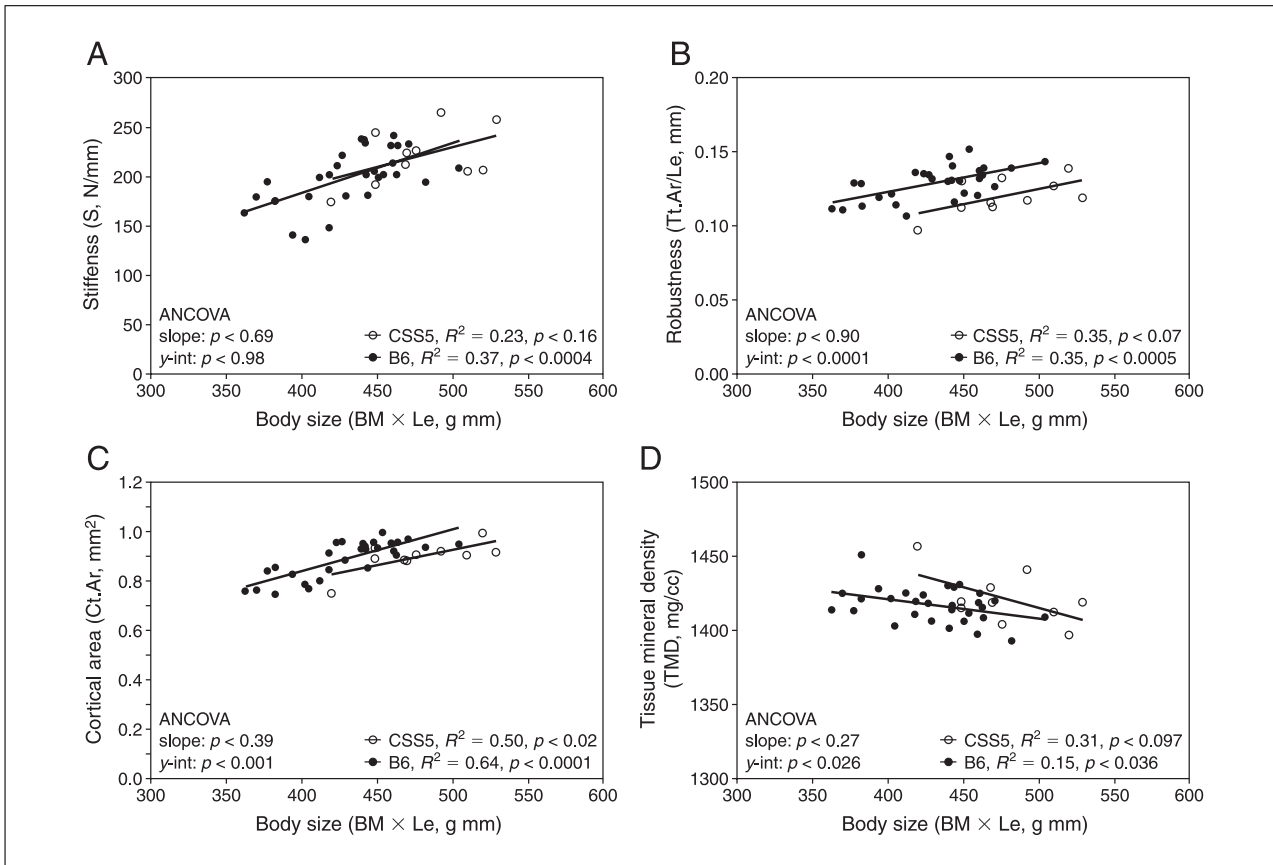 A
Stiffenss (S, N/mm)
300
250
200
150
100
50
0
ANCOVA
slope: p < 0.69
y-int: p < 0.98
CSS5, R² = 0.23, p < 0.16
B6, R² = 0.37, p < 0.0004
300 350 400 450 500 550 600
Body size (BM × Le, g mm)
B
Robustness (Tt.Ar/Le, mm)
0.20
0.15
0.10
0.05
0.00
ANCOVA
slope: p < 0.90
y-int: p < 0.0001
CSS5, R² = 0.35, p < 0.07
B6, R² = 0.35, p < 0.0005
300 350 400 450 500 550 600
Body size (BM × Le, g mm)
C
Cortical area (Ct.Ar, mm²)
1.2
1.0
0.8
0.6
0.4
0.2
0.0
ANCOVA
slope: p < 0.39
y-int: p < 0.001
CSS5, R² = 0.50, p < 0.02
B6, R² = 0.64, p < 0.0001
300 350 400 450 500 550 600
Body size (BM × Le, g mm)
D
Tissue mineral density
(TMD, mg/cc)
1500
1450
1400
1350
1300
ANCOVA
slope: p < 0.27
y-int: p < 0.026
CSS5, R² = 0.31, p < 0.097
B6, R² = 0.15, p < 0.036
300 350 400 450 500 550 600
Body size (BM × Le, g mm)